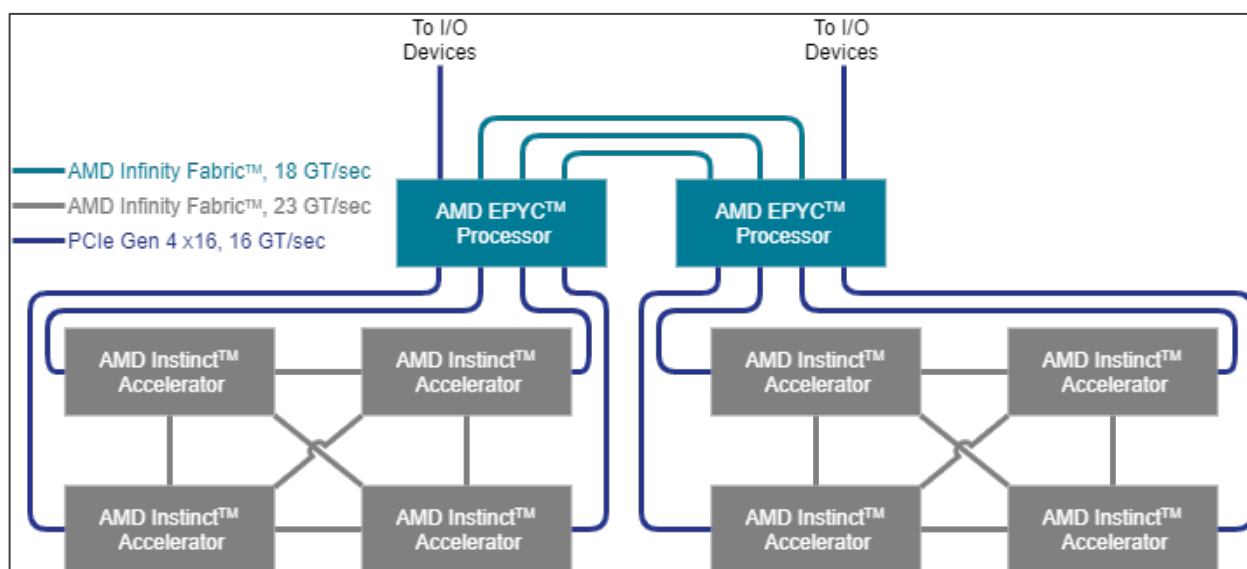 To I/O
Devices
To I/O
Devices
AMD Infinity Fabric™, 18 GT/sec
AMD Infinity Fabric™, 23 GT/sec
PCIe Gen 4 x16, 16 GT/sec
AMD EPYC™
Processor
AMD EPYC™
Processor
AMD Instinct™
Accelerator
AMD Instinct™
Accelerator
AMD Instinct™
Accelerator
AMD Instinct™
Accelerator
AMD Instinct™
Accelerator
AMD Instinct™
Accelerator
AMD Instinct™
Accelerator
AMD Instinct™
Accelerator